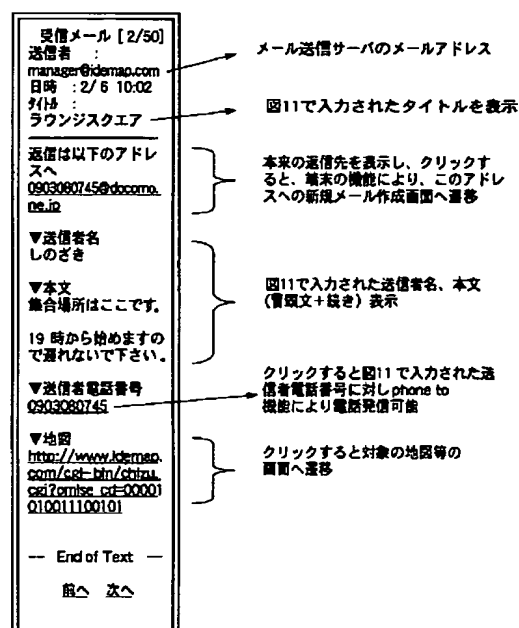 受信メール [2/50]
送信者 :
manager@idemap.com
日時 :2/ 6 10:02
ﾀｲﾄﾙ :
ラウンジスクエア
返信は以下のアドレ
スへ
0903080745@docomo.
ne.jp
▼送信者名
しのざき
▼本文
集合場所はここです。
19 時から始めますの
で遅れないで下さい。
▼送信者電話番号
0903080745
▼地図
http://www.idemap.
com/cgi-bin/chizu.
cgi?omise_cd=00001
010011100101
-- End of Text --
前へ 次へ
メール送信サーバのメールアドレス
図11で入力されたタイトルを表示
本来の返信先を表示し、クリックす
ると、端末の機能により、このアドレ
スへの新規メール作成画面へ遷移
図11で入力された送信者名、本文
(冒頭文+続き) 表示
クリックすると図11 で入力された送
信者電話番号に対しphone to
機能により電話発信可能
クリックすると対象の地図等の
画面へ遷移